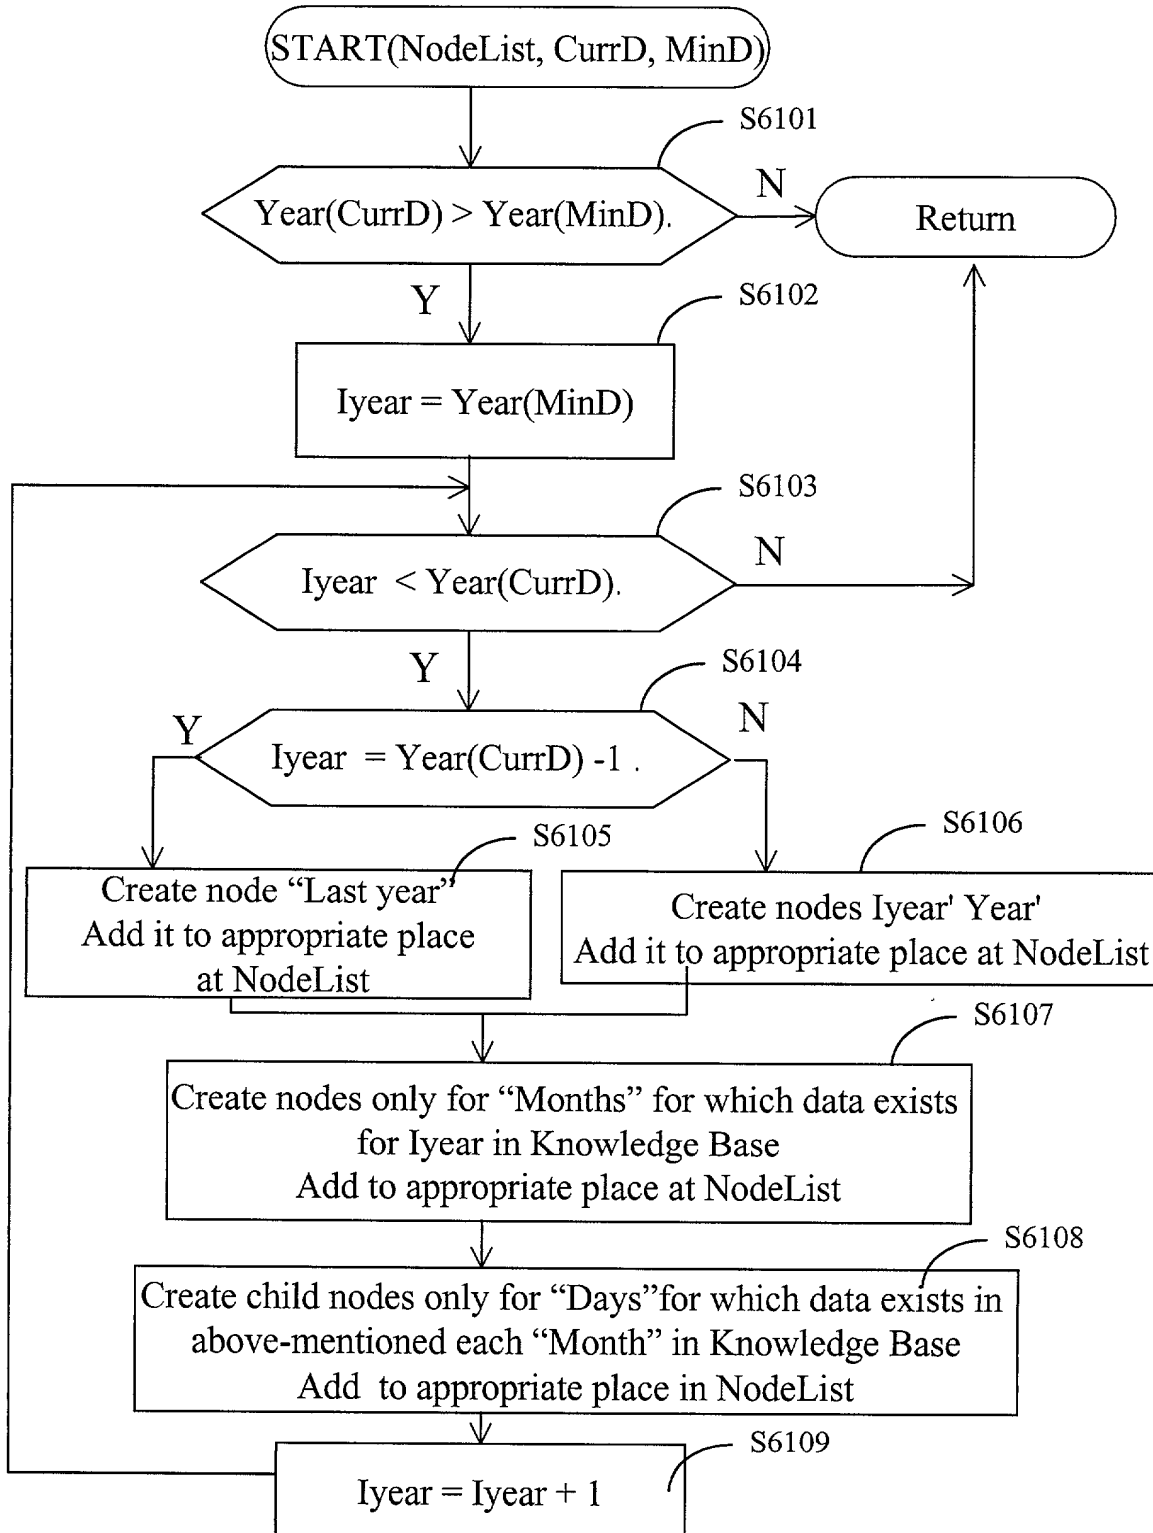 START(NodeList, CurrD, MinD)
S6101
Year(CurrD) > Year(MinD).
N
Return
Y
S6102
Iyear = Year(MinD)
S6103
Iyear < Year(CurrD).
N
Y
S6104
Y
Iyear = Year(CurrD) -1 .
N
S6105
S6106
Create node “Last year”
Add it to appropriate place
at NodeList
Create nodes Iyear' Year'
Add it to appropriate place at NodeList
S6107
Create nodes only for “Months” for which data exists
for Iyear in Knowledge Base
Add to appropriate place at NodeList
S6108
Create child nodes only for “Days”for which data exists in
above-mentioned each “Month” in Knowledge Base
Add to appropriate place in NodeList
S6109
Iyear = Iyear + 1